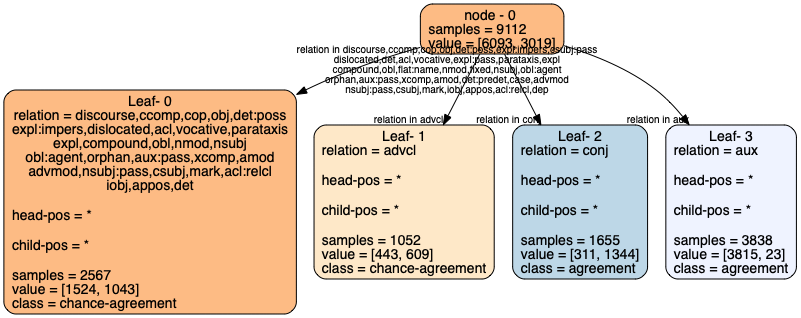 node - 0
samples = 9112
value = [6093, 3019]
relation in discourse,ccomp,cop,obj,det:poss,expl:impers,csubj:pass
dislocated,det,acl,vocative,expl:pass,parataxis,expl
compound,obl,flat:name,nmod,fixed,nsubj,obl:agent
orphan,aux:pass,xcomp,amod,det:predet,case,advmod
nsubj:pass,csubj,mark,iobj,appos,acl:relcl,dep
relation in advcl
relation in conj
relation in aux
Leaf- 0
relation = discourse,ccomp,cop,obj,det:poss
expl:impers,dislocated,acl,vocative,parataxis
expl,compound,obl,nmod,nsubj
obl:agent,orphan,aux:pass,xcomp,amod
advmod,nsubj:pass,csubj,mark,acl:relcl
iobj,appos,det
head-pos = *
child-pos = *
samples = 2567
value = [1524, 1043]
class = chance-agreement
Leaf- 1
relation = advcl
head-pos = *
child-pos = *
samples = 1052
value = [443, 609]
class = chance-agreement
Leaf- 2
relation = conj
head-pos = *
child-pos = *
samples = 1655
value = [311, 1344]
class = agreement
Leaf- 3
relation = aux
head-pos = *
child-pos = *
samples = 3838
value = [3815, 23]
class = agreement